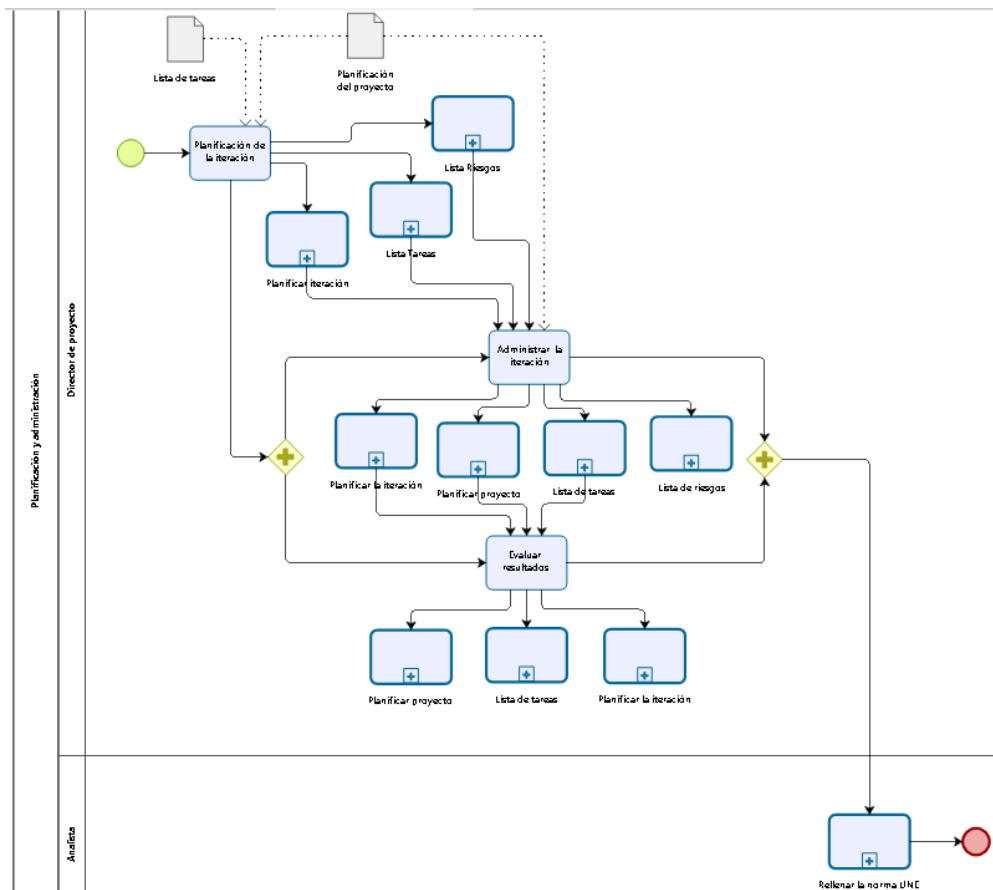 Lista de tareas
Planificación
del proyecto
Planificación de
la iteración
Lista Riesgos
Lista Tareas
Planificar iteración
Administrar la
iteración
Planificar la iteración
Planificar proyecto
Lista de tareas
Lista de riesgos
Evaluar
resultados
Planificar proyecto
Lista de tareas
Planificar la iteración
Planificación y administración
Director de proyecto
Analista
Rellenar la norma UNE